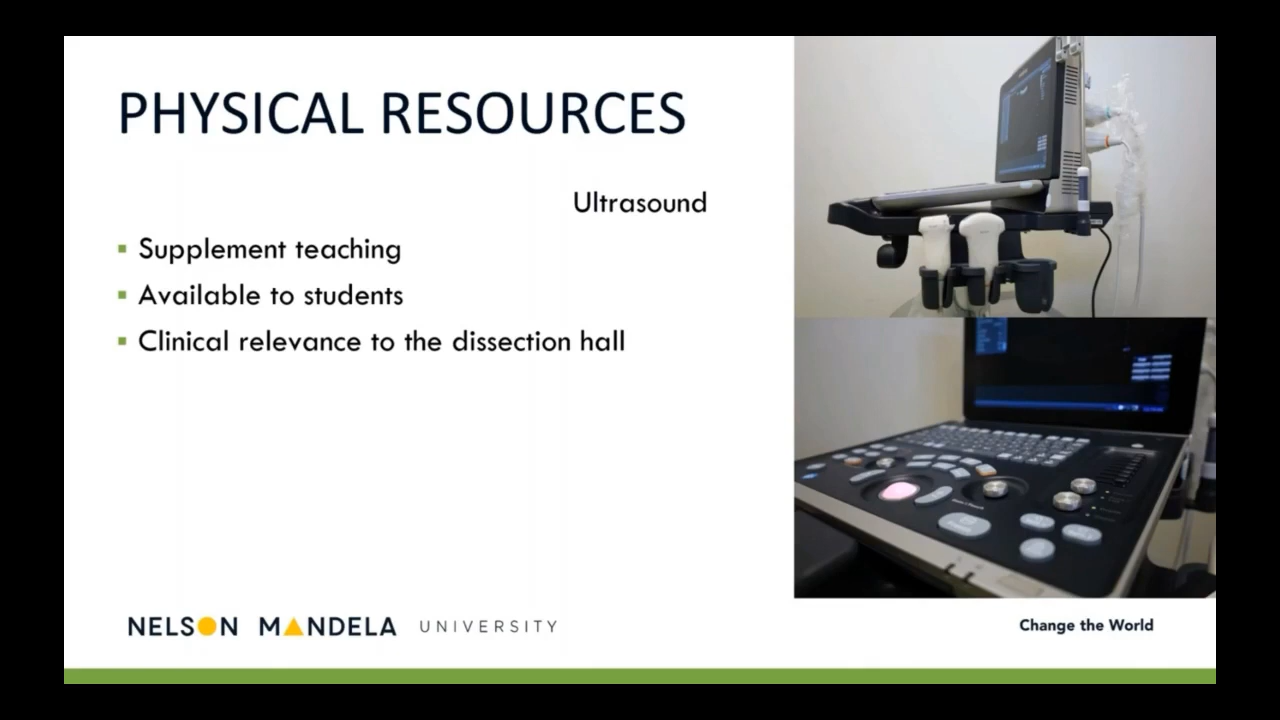 PHYSICAL RESOURCES
Ultrasound
Supplement teaching
Available to students
Clinical relevance to the dissection hall
NELSON MANDELA UNIVERSITY
Change the World